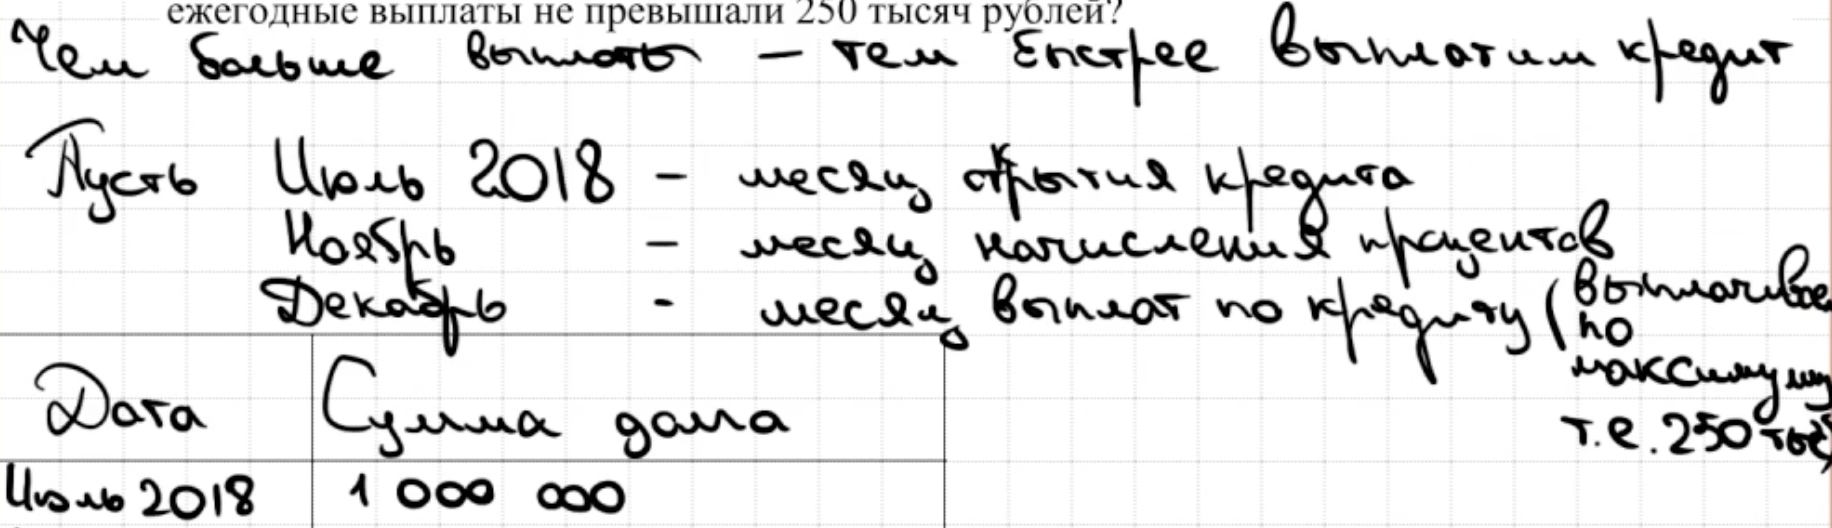 ежегодные выплаты не превышали 250 тысяч рублей?
Чем больше выплаты – тем быстрее выплатим кредит
Пусть Июль 2018 – месяц открытия кредита
Ноябрь – месяц начисления процентов
Декабрь - месяц выплат по кредиту (выплачивае
по
максимуму
т.е. 250 тыс)
Дата Сумма долга
Июль 2018 1 000 000